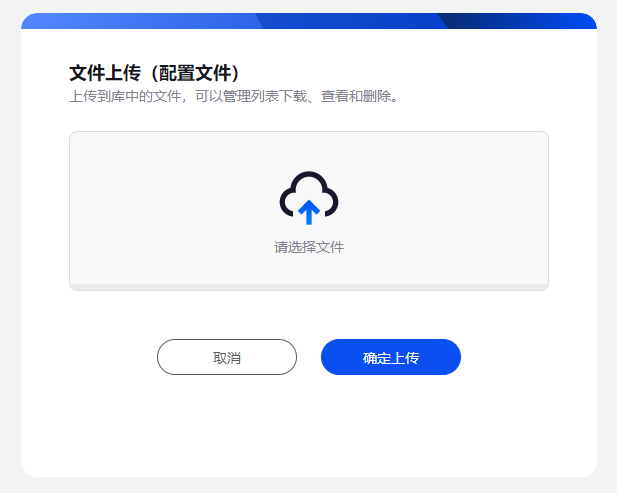 文件上传（配置文件）
上传到库中的文件，可以管理列表下载、查看和删除。
请选择文件
取消
确定上传